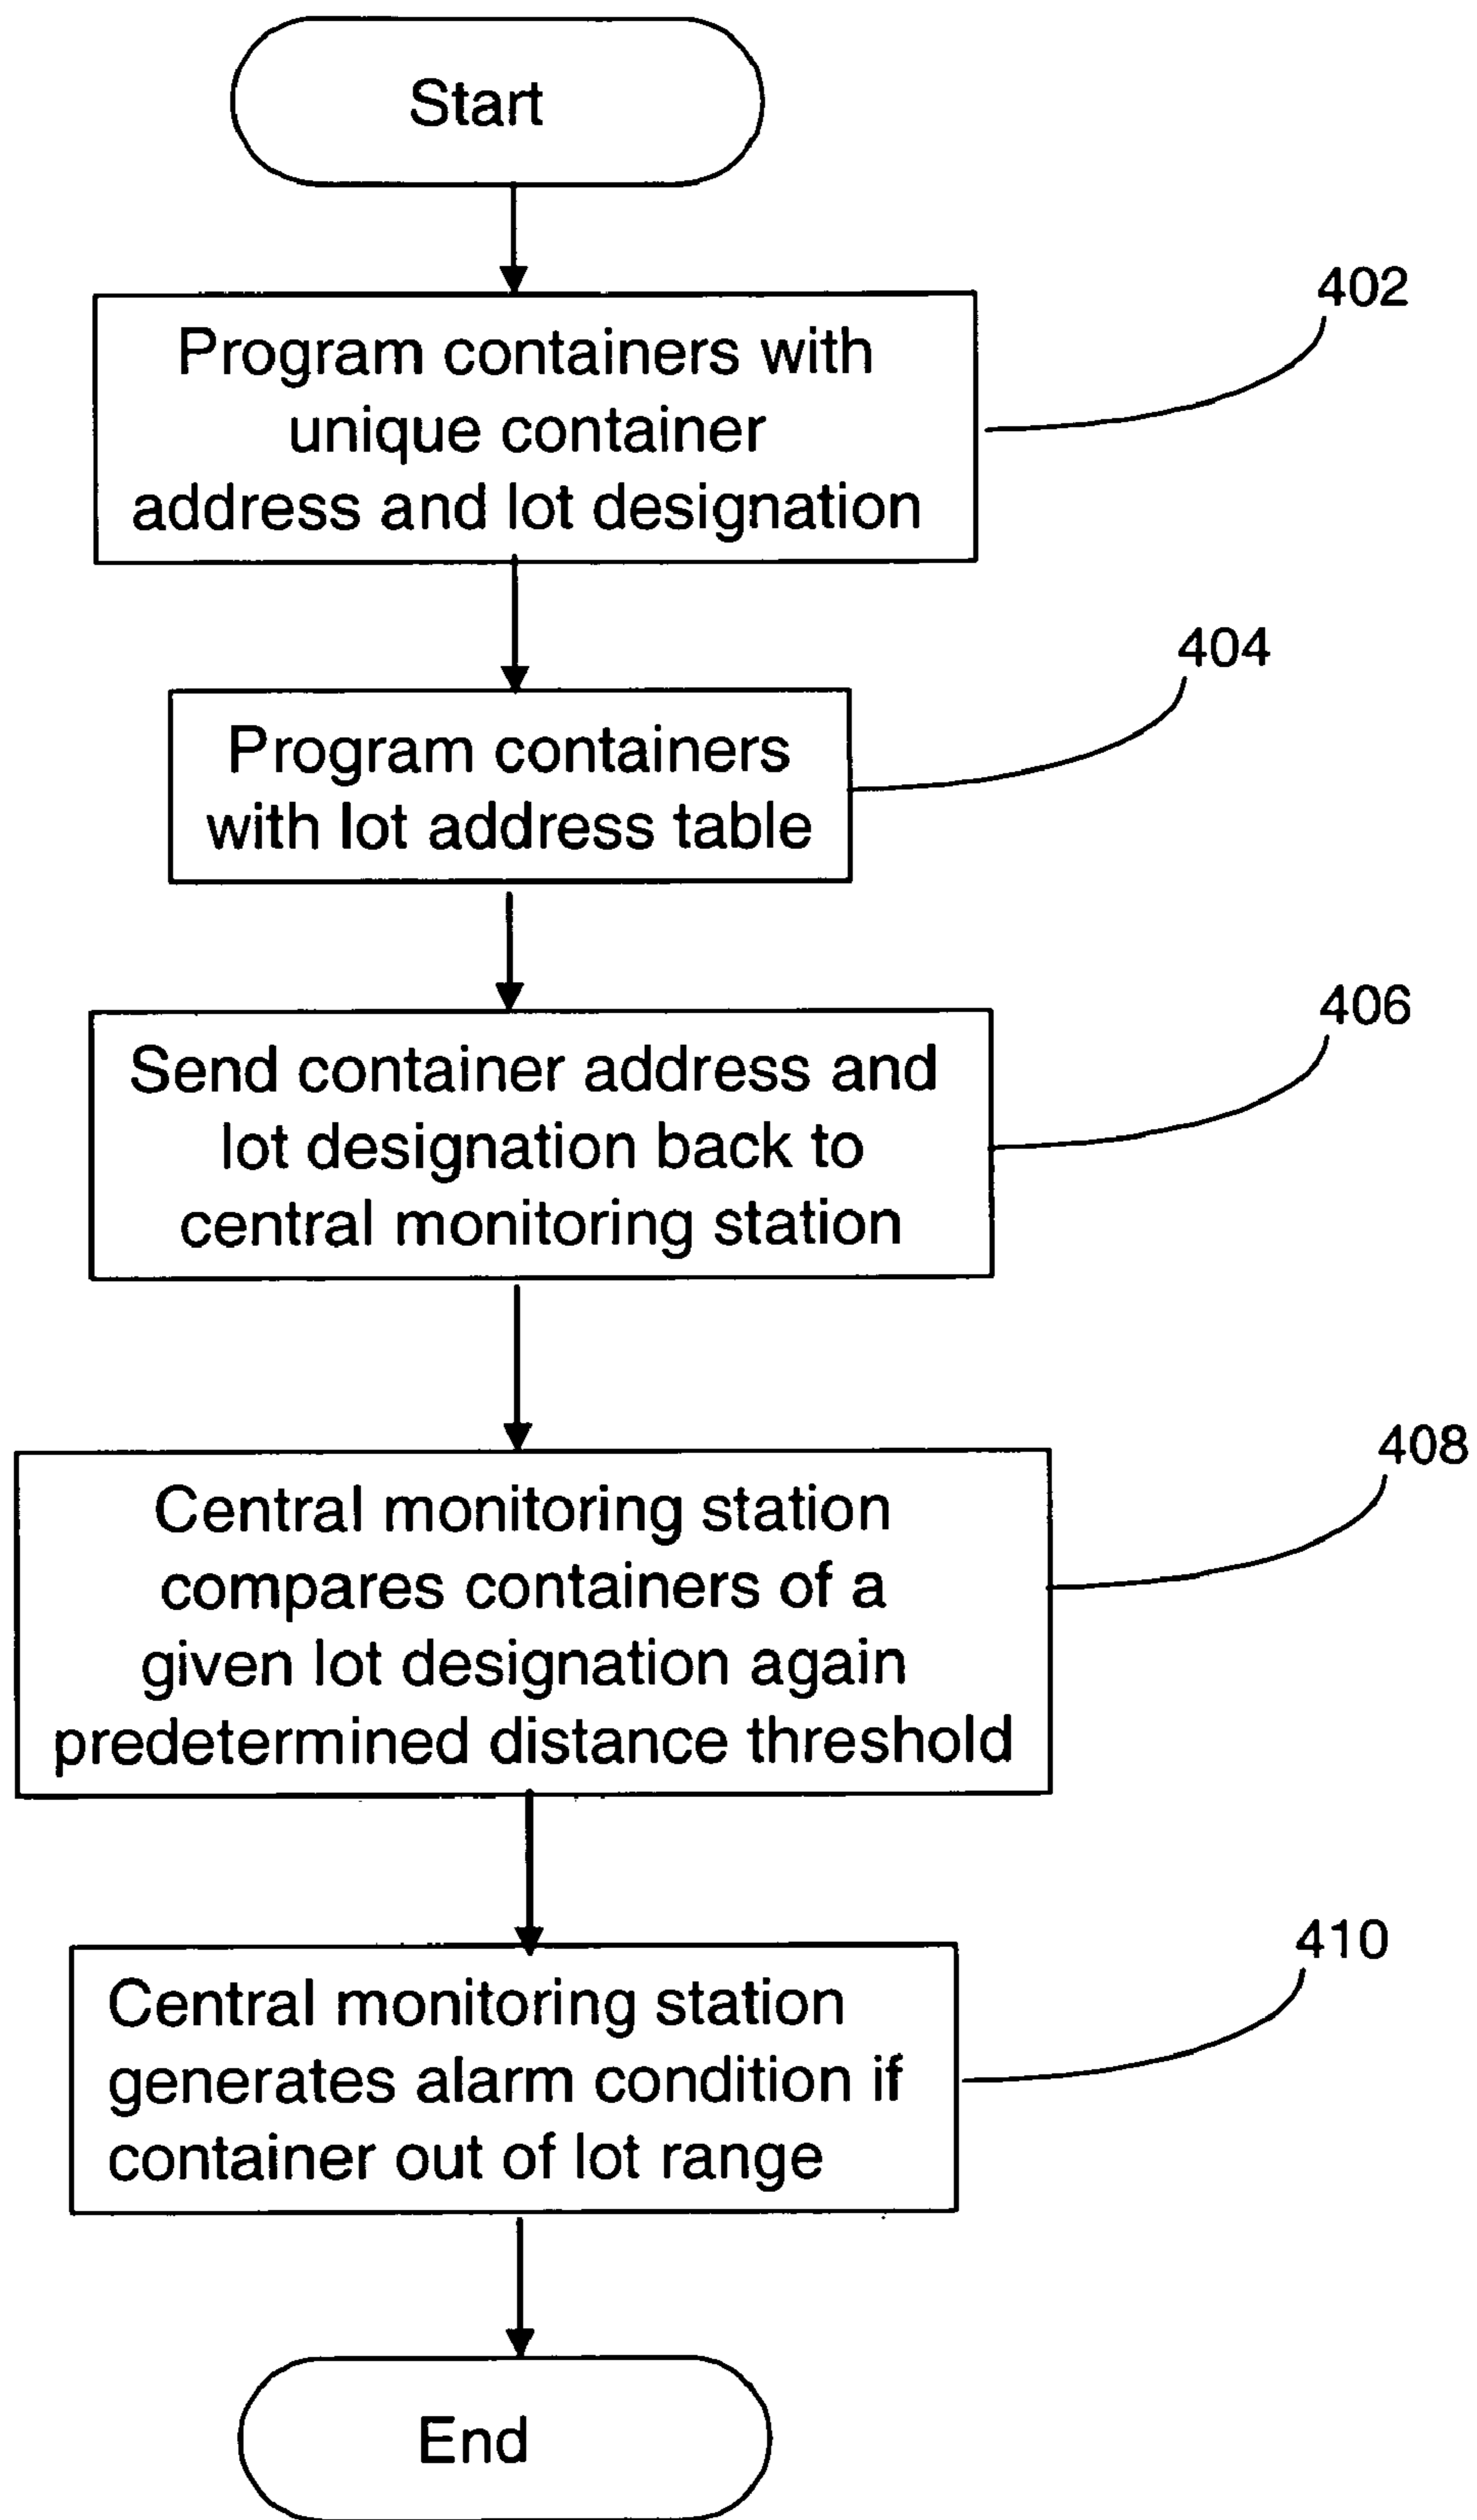 Start
402
Program containers with
unique container
address and lot designation
404
Program containers
with lot address table
406
Send container address and
lot designation back to
central monitoring station
408
Central monitoring station
compares containers of a
given lot designation again
predetermined distance threshold
410
Central monitoring station
generates alarm condition if
container out of lot range
End